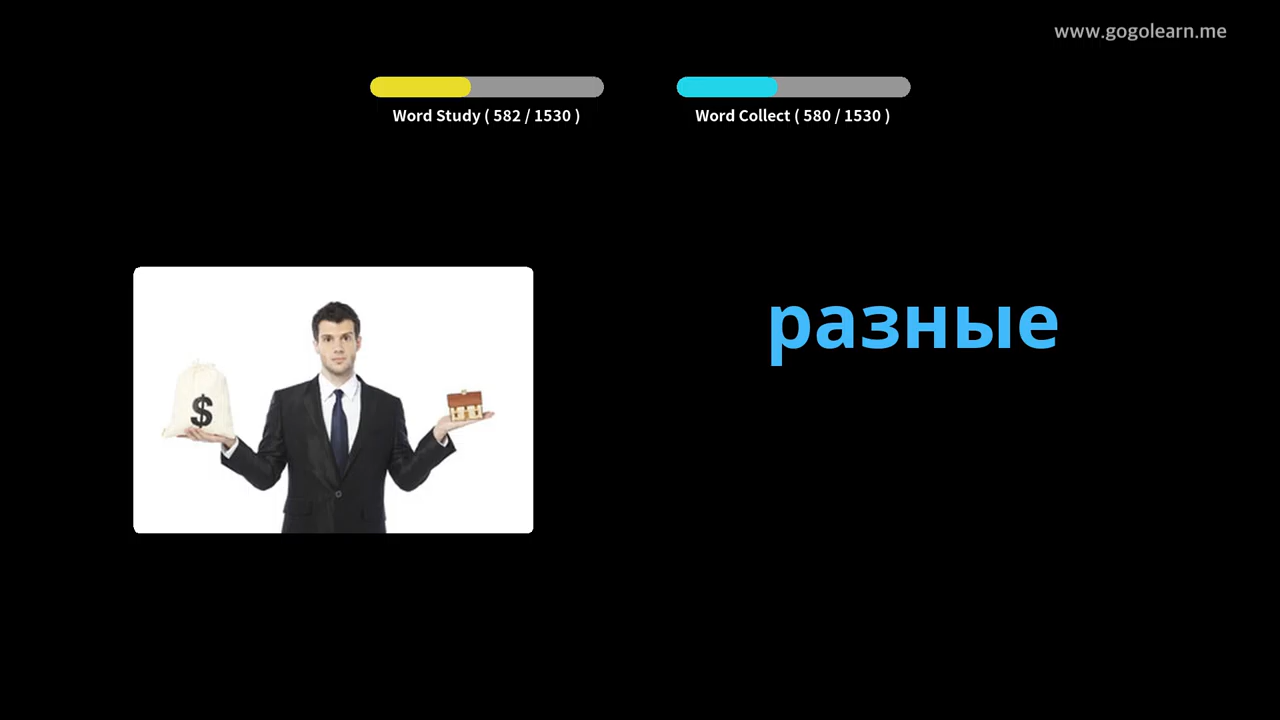 www.gogolearn.me
Word Study ( 582 / 1530 )
Word Collect ( 580 / 1530 )
разные
$